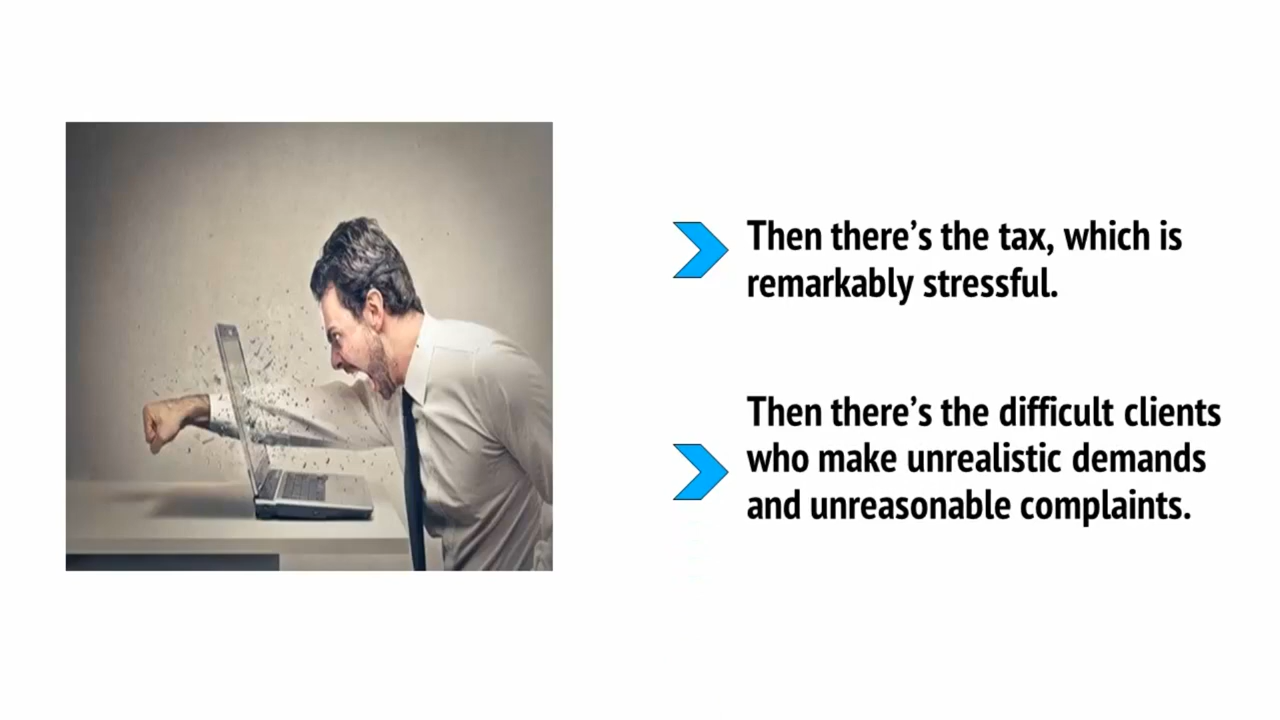 Then there’s the tax, which is
remarkably stressful.
Then there’s the difficult clients
who make unrealistic demands
and unreasonable complaints.